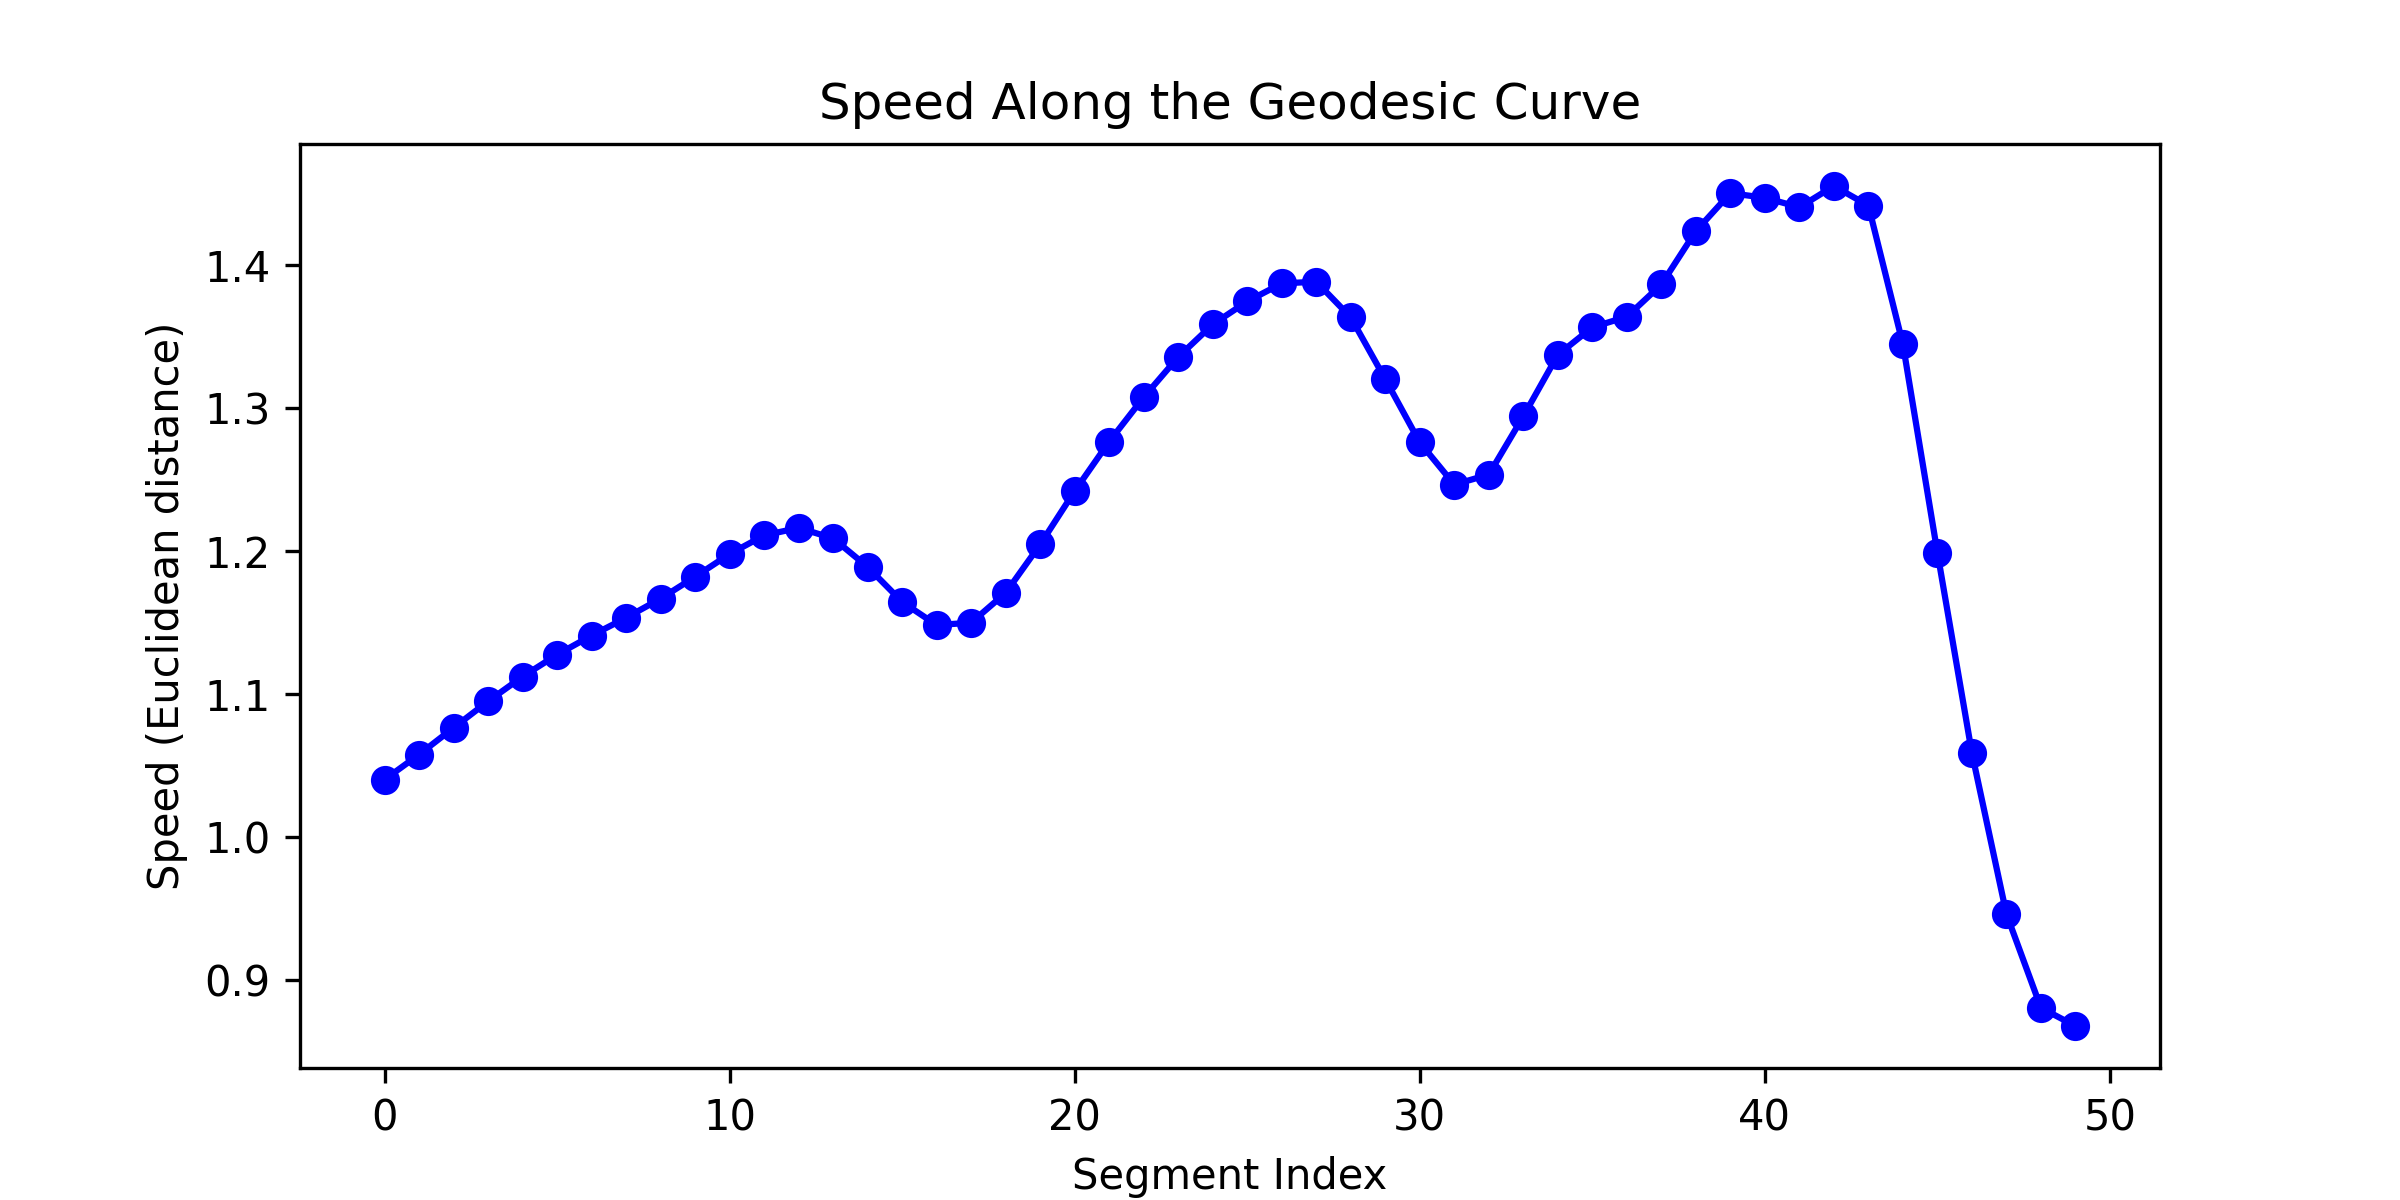 Speed Along the Geodesic Curve
Speed (Euclidean distance)
1.4
1.3
1.2
1.1
1.0
0.9
0 10 20 30 40 50
Segment Index